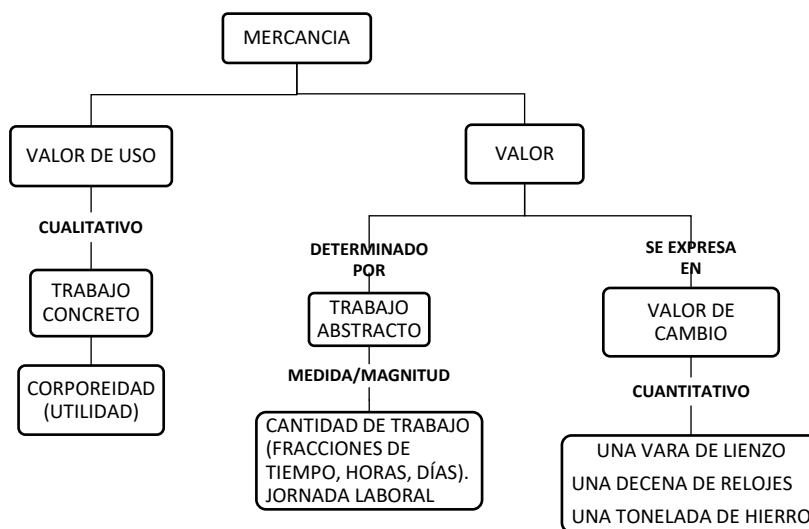 MERCANCIA
VALOR DE USO
VALOR
CUALITATIVO
DETERMINADO
POR
SE EXPRESA
EN
TRABAJO
CONCRETO
TRABAJO
ABSTRACTO
VALOR DE
CAMBIO
MEDIDA/MAGNITUD
CUANTITATIVO
CORPOREIDAD
(UTILIDAD)
CANTIDAD DE TRABAJO
(FRACCIONES DE
TIEMPO, HORAS, DÍAS).
JORNADA LABORAL
UNA VARA DE LIENZO
UNA DECENA DE RELOJES
UNA TONELADA DE HIERRO